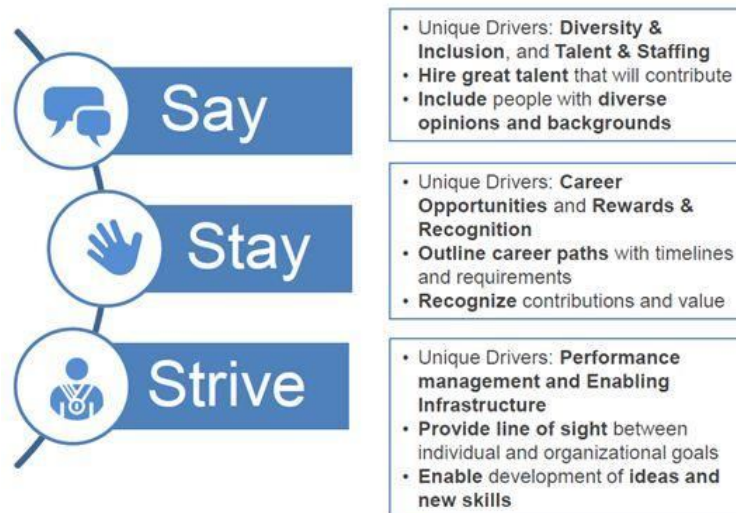 Say
• Unique Drivers: Diversity &
Inclusion, and Talent & Staffing
• Hire great talent that will contribute
• Include people with diverse
opinions and backgrounds
Stay
• Unique Drivers: Career
Opportunities and Rewards &
Recognition
• Outline career paths with timelines
and requirements
• Recognize contributions and value
Strive
• Unique Drivers: Performance
management and Enabling
Infrastructure
• Provide line of sight between
individual and organizational goals
• Enable development of ideas and
new skills